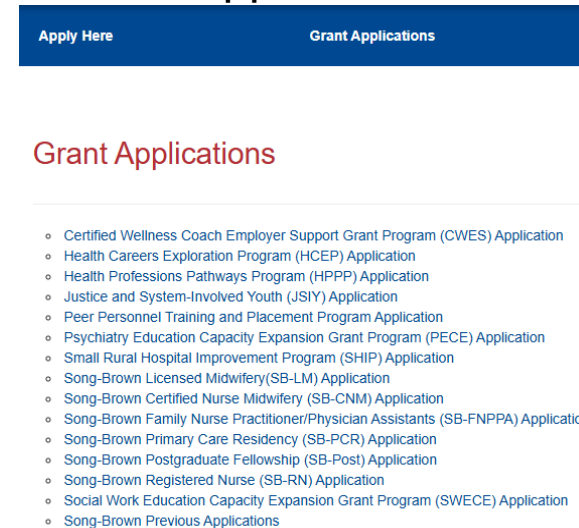 Apply Here Grant Applications
Grant Applications
Certified Wellness Coach Employer Support Grant Program (CWES) Application
Health Careers Exploration Program (HCEP) Application
Health Professions Pathways Program (HPPP) Application
Justice and System-Involved Youth (JSIY) Application
Peer Personnel Training and Placement Program Application
Psychiatry Education Capacity Expansion Grant Program (PECE) Application
Small Rural Hospital Improvement Program (SHIP) Application
Song-Brown Licensed Midwifery(SB-LM) Application
Song-Brown Certified Nurse Midwifery (SB-CNM) Application
Song-Brown Family Nurse Practitioner/Physician Assistants (SB-FNPPA)
Song-Brown Primary Care Residency (SB-PCR) Application
Song-Brown Postgraduate Fellowship (SB-Post) Application
Song-Brown Registered Nurse (SB-RN) Application
Social Work Education Capacity Expansion Grant Program (SWECE) Application
Song-Brown Previous Applications